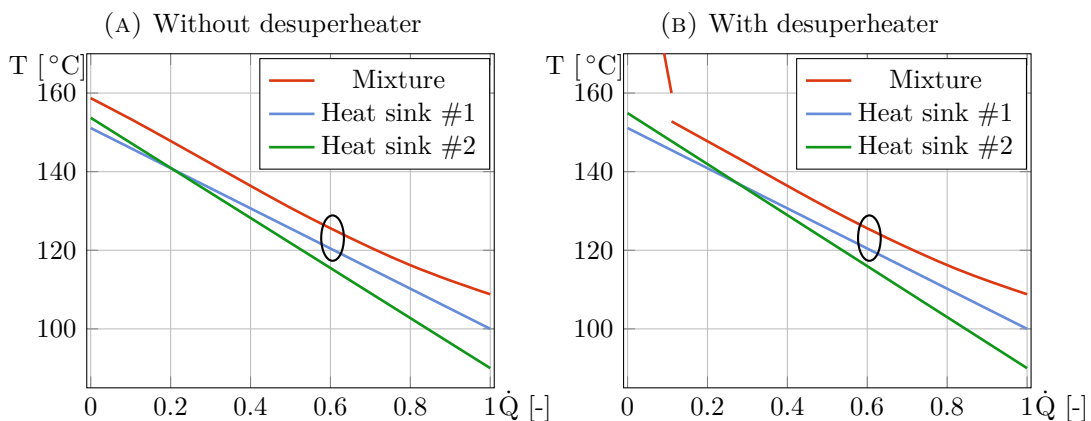 (A) Without desuperheater
T [°C]
Mixture
Heat sink #1
Heat sink #2
160
140
120
100
0 0.2 0.4 0.6 0.8 1 Q̇ [-]
(B) With desuperheater
T [°C]
Mixture
Heat sink #1
Heat sink #2
160
140
120
100
0 0.2 0.4 0.6 0.8 1 Q̇ [-]